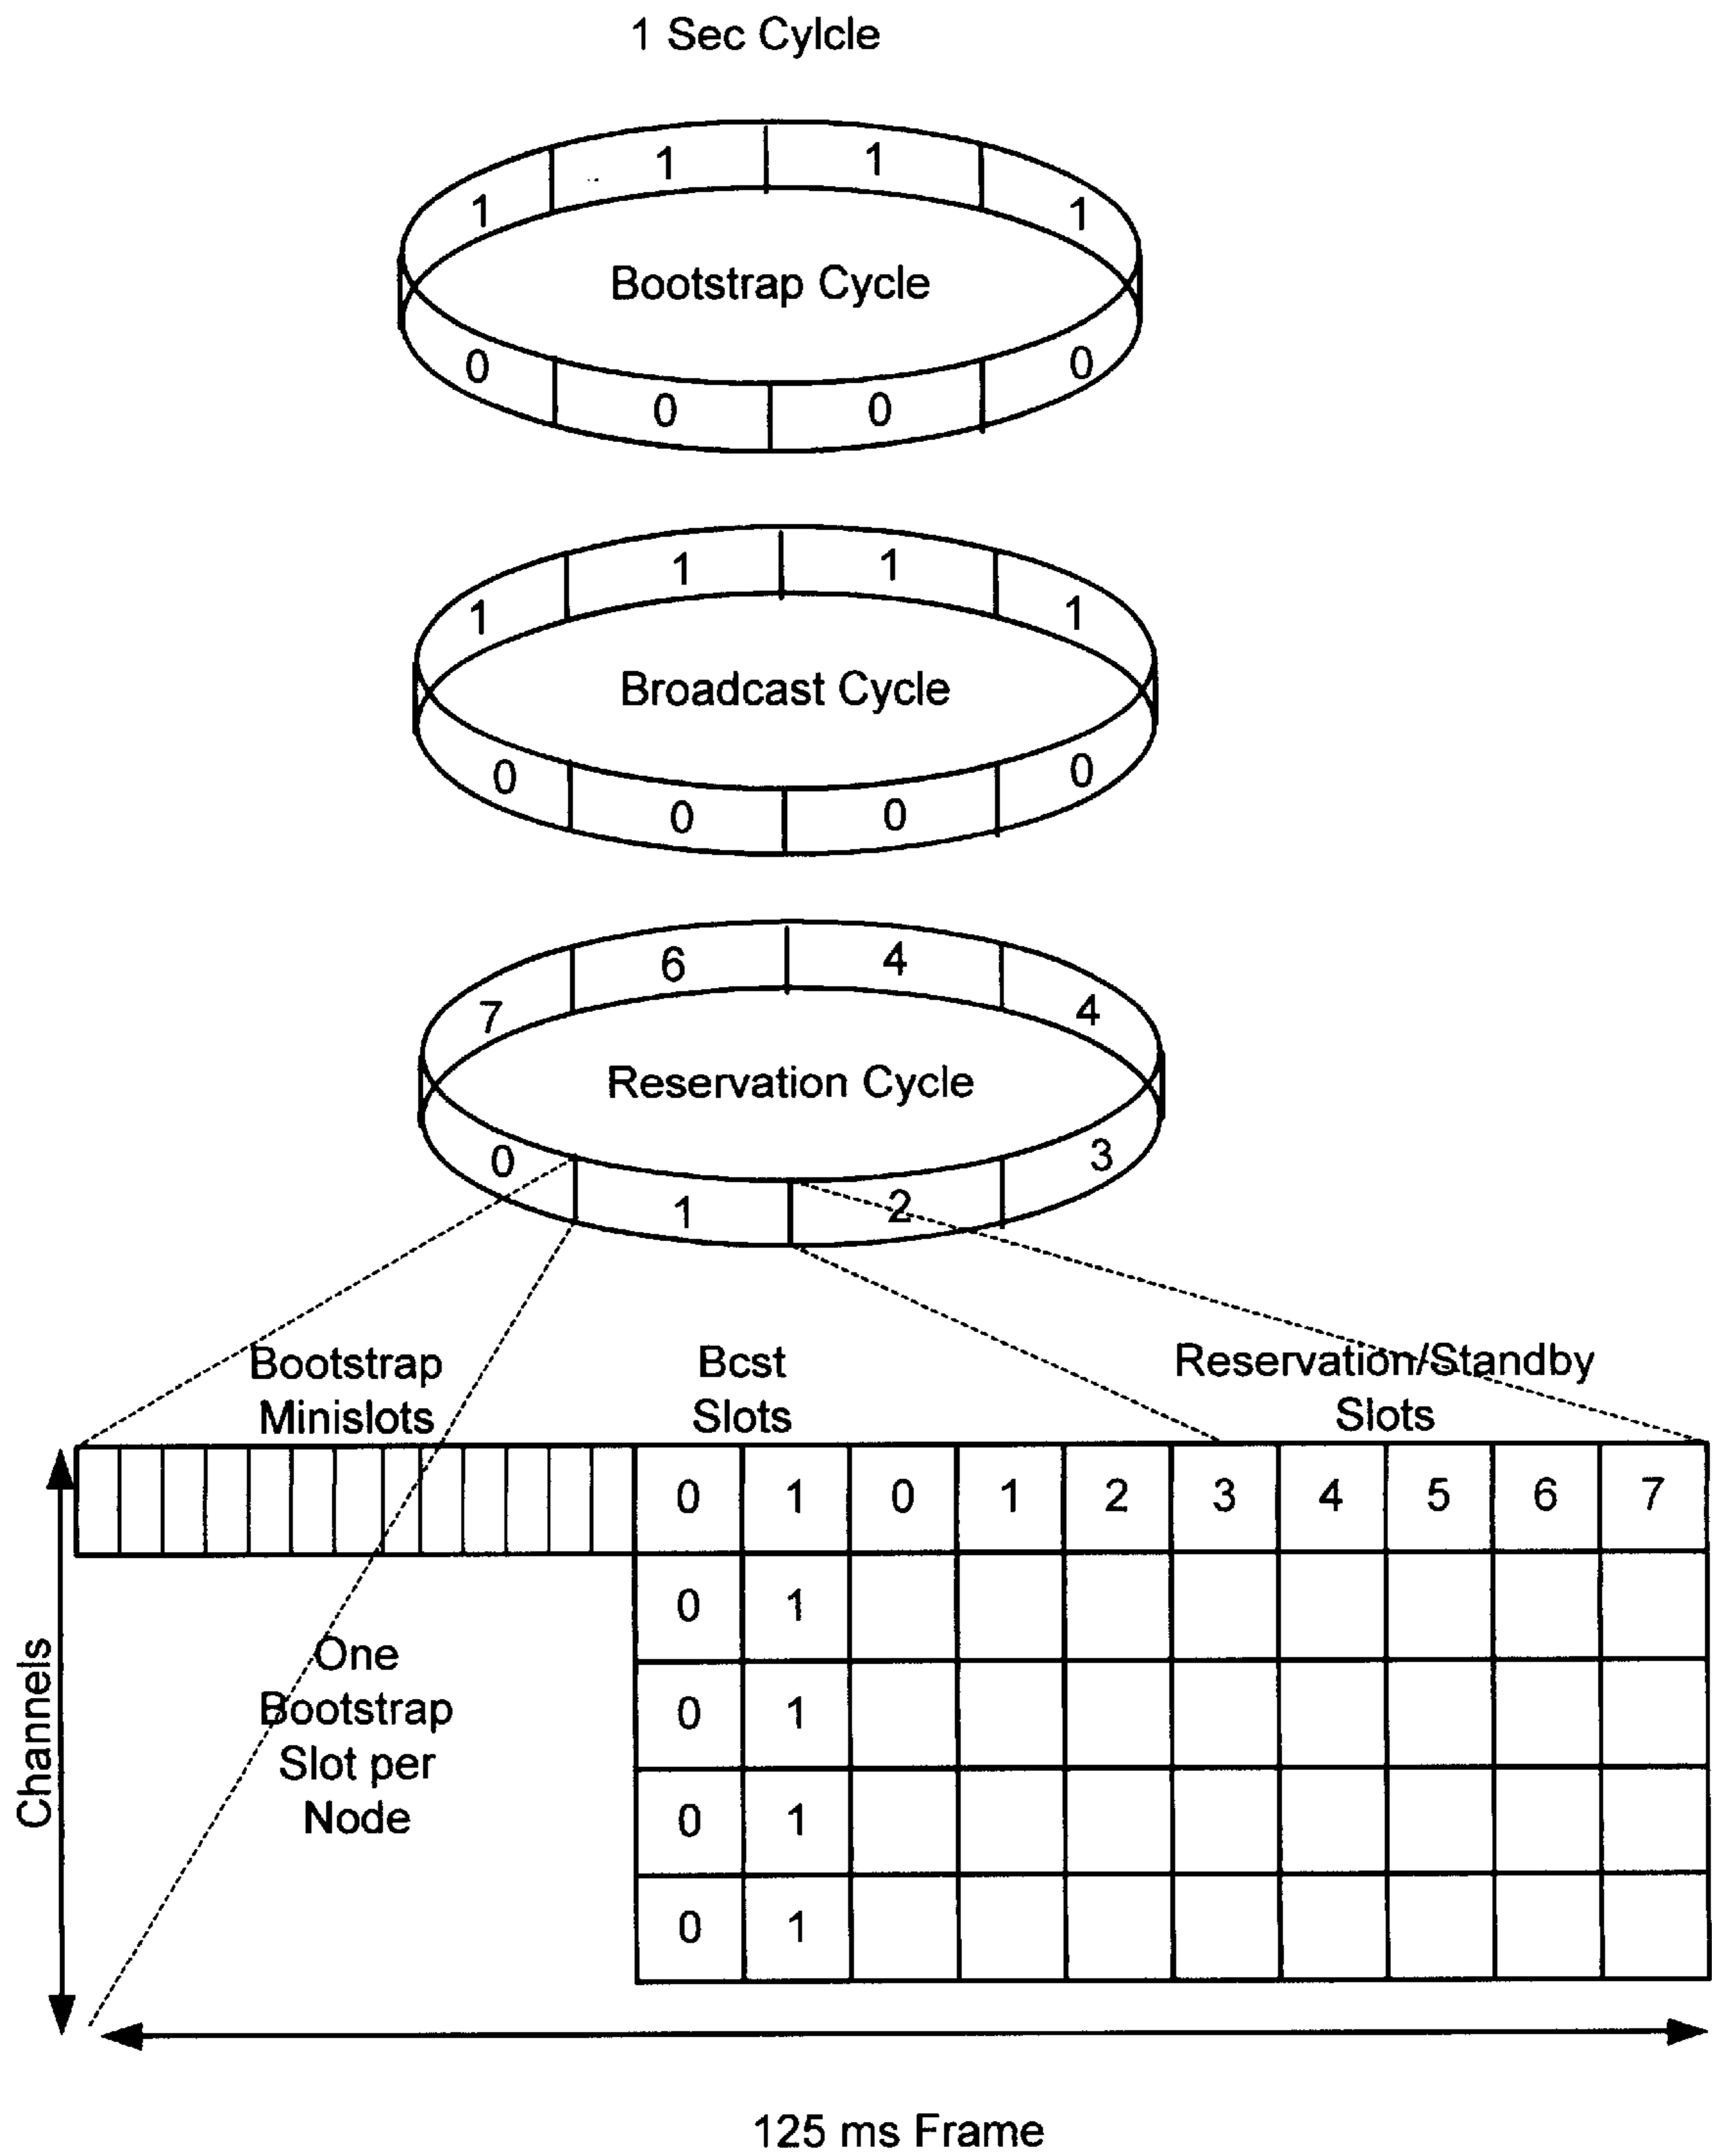 1 Sec Cylcle
1 1
1 1
Bootstrap Cycle
0 0
0 0
1 1
1 1
Broadcast Cycle
0 0
0 0
6 4
7 4
Reservation Cycle
0 3
1 2
Bootstrap
Minislots
Bcst
Slots
Reservation/Standby
Slots
0 1 0 1 2 3 4 5 6 7
0 1
0 1
0 1
0 1
Channels
One
Bootstrap
Slot per
Node
125 ms Frame